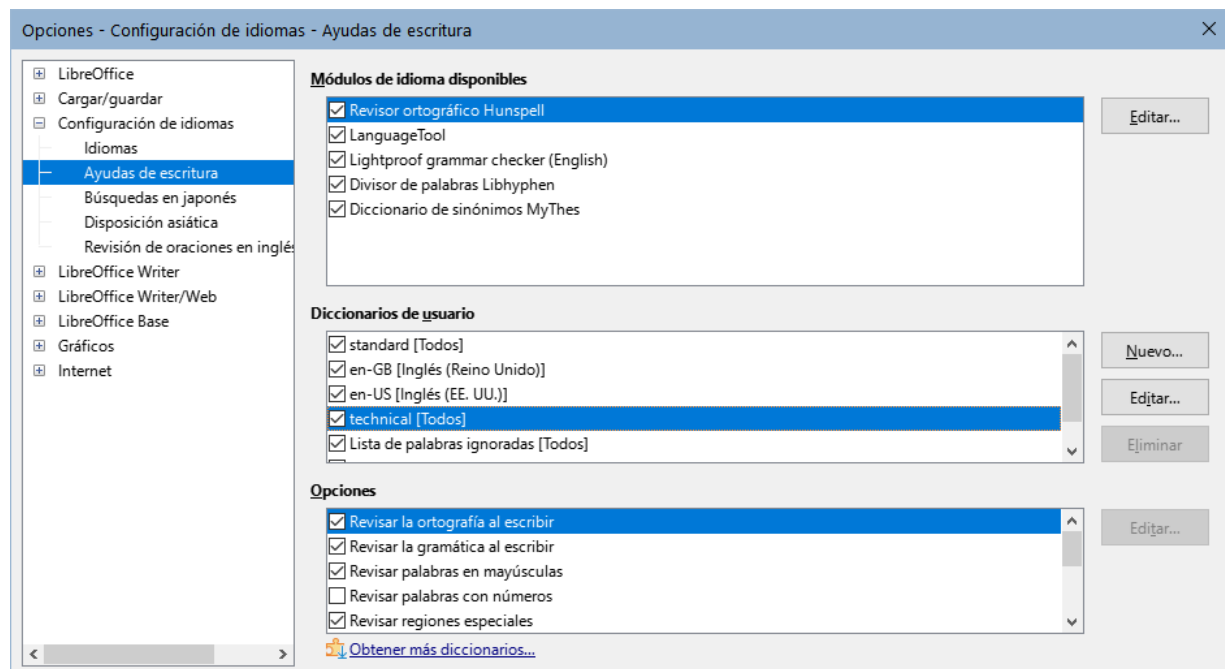 Opciones - Configuración de idiomas - Ayudas de escritura
LibreOffice
Cargar/guardar
Configuración de idiomas
Idiomas
Ayudas de escritura
Búsquedas en japonés
Disposición asiática
Revisión de oraciones en inglés
LibreOffice Writer
LibreOffice Writer/Web
LibreOffice Base
Gráficos
Internet
Módulos de idioma disponibles
Revisor ortográfico Hunspell
LanguageTool
Lightproof grammar checker (English)
Divisor de palabras Libhyphen
Diccionario de sinónimos MyThes
Editar...
Diccionarios de usuario
standard [Todos]
en-GB [Inglés (Reino Unido)]
en-US [Inglés (EE. UU.)]
technical [Todos]
Lista de palabras ignoradas [Todos]
Nuevo...
Editar...
Eliminar
Opciones
Revisar la ortografía al escribir
Revisar la gramática al escribir
Revisar palabras en mayúsculas
Revisar palabras con números
Revisar regiones especiales
Editar...
Obtener más diccionarios...